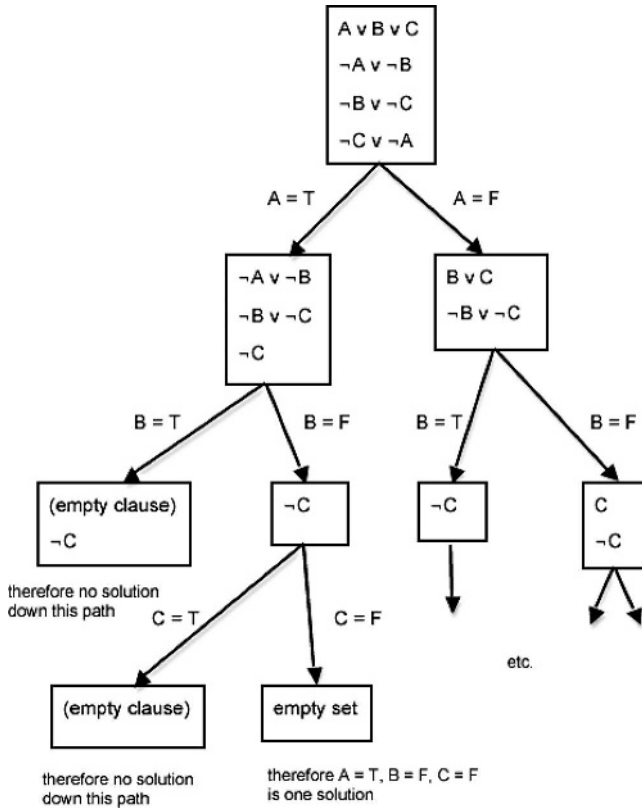 A v B v C
¬A v ¬B
¬B v ¬C
¬C v ¬A
A = T
A = F
¬A v ¬B
¬B v ¬C
¬C
B v C
¬B v ¬C
B = T
B = F
B = T
B = F
(empty clause)
¬C
¬C
¬C
C
¬C
therefore no solution
down this path
C = T
C = F
etc.
(empty clause)
empty set
therefore no solution
down this path
therefore A = T, B = F, C = F
is one solution